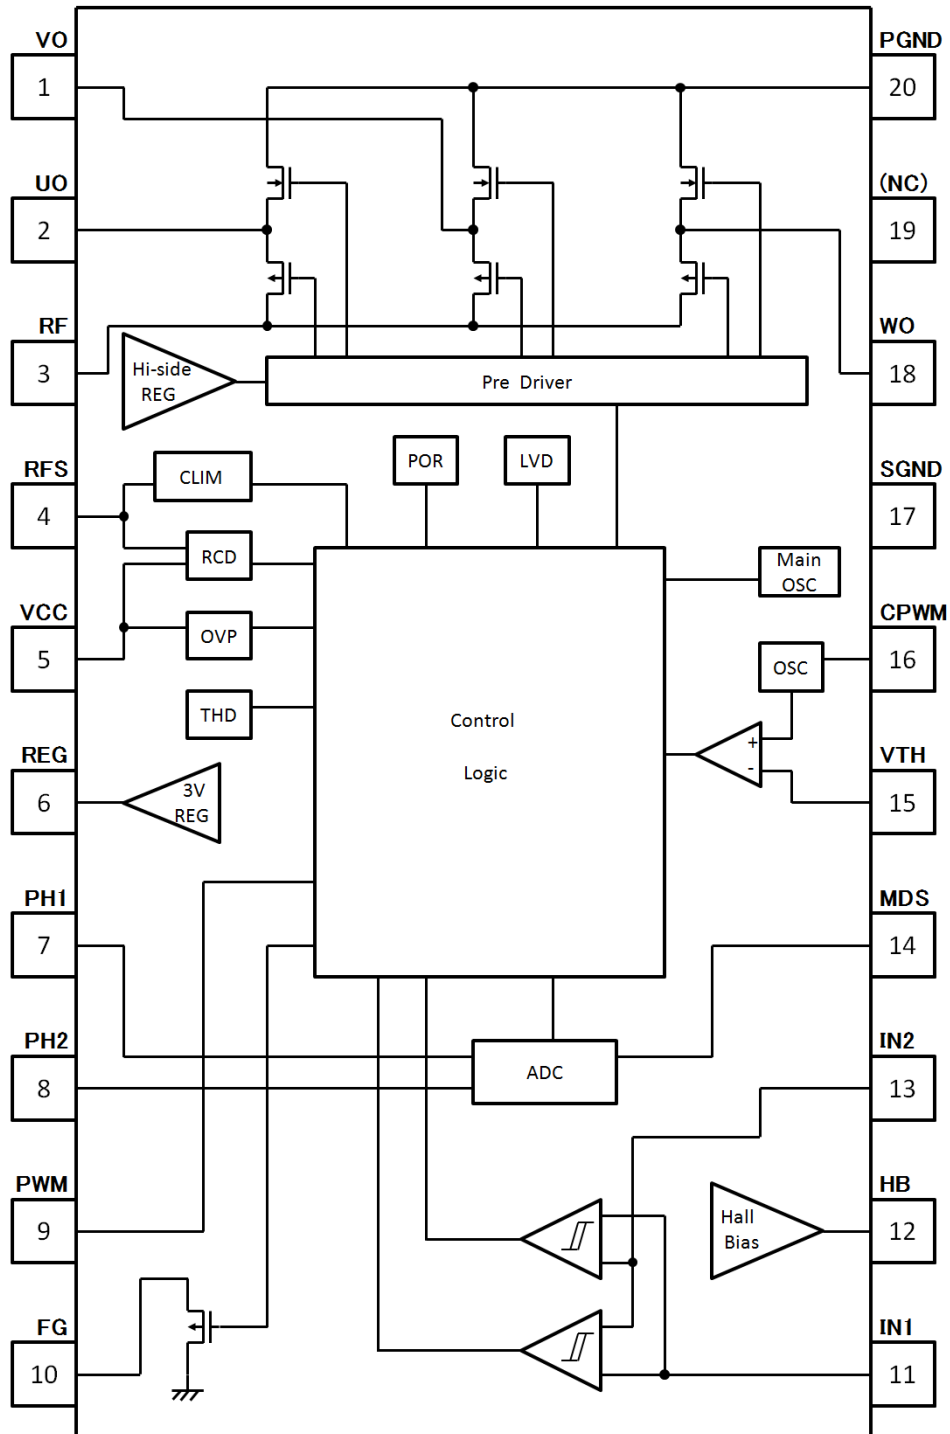 VO
1
PGND
20
UO
2
(NC)
19
RF
3
Hi-side
REG
Pre Driver
WO
18
RFS
4
CLIM
POR
LVD
SGND
17
RCD
Main
OSC
VCC
5
OVP
CPWM
16
OSC
THD
Control
Logic
+
-
REG
6
3V
REG
VTH
15
PH1
7
MDS
14
PH2
8
ADC
IN2
13
PWM
9
Hall
Bias
HB
12
FG
10
IN1
11